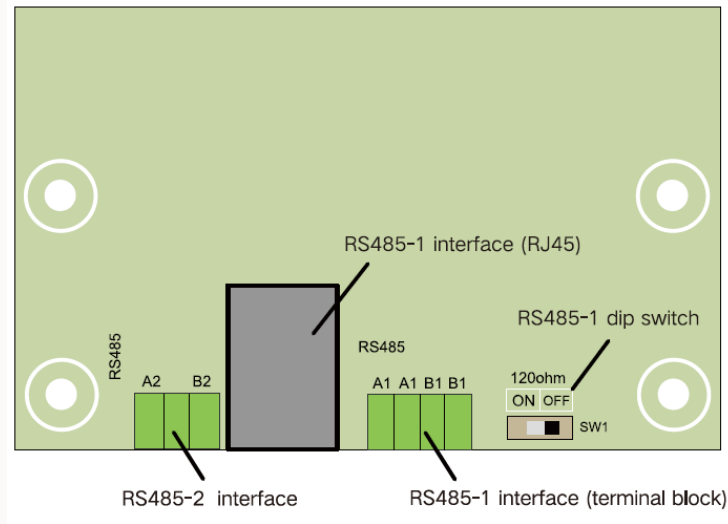 RS485-1 interface (RJ45)
RS485-1 dip switch
RS485
RS485
A2 B2
A1 A1 B1 B1
120ohm
ON OFF
SW1
RS485-2 interface
RS485-1 interface (terminal block)